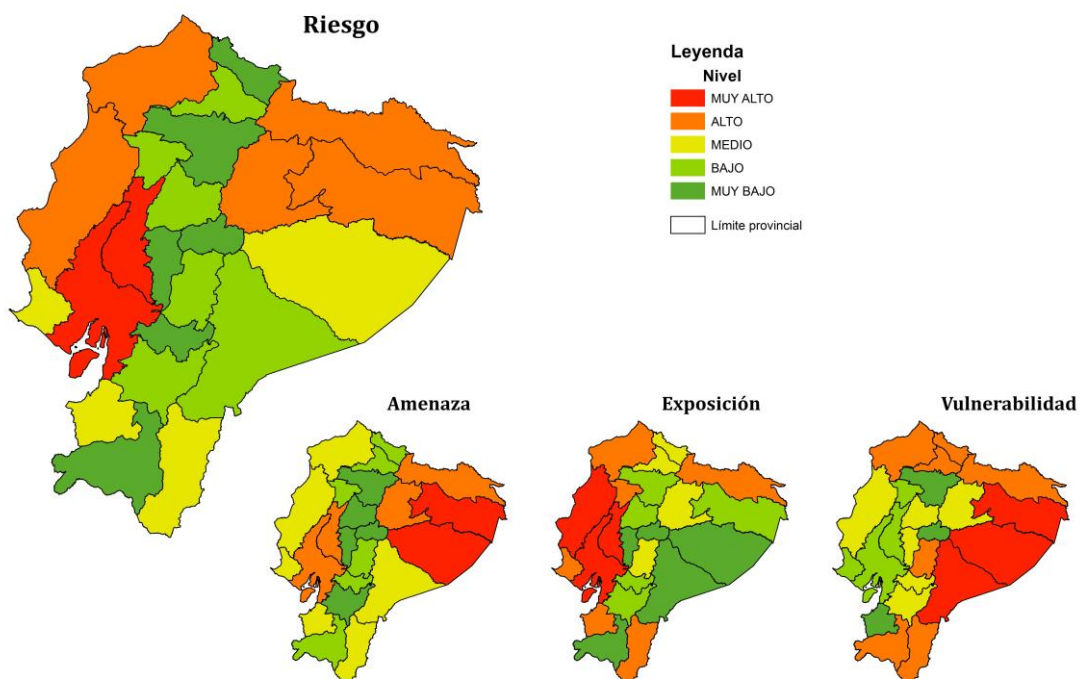 Riesgo
Leyenda
Nivel
MUY ALTO
ALTO
MEDIO
BAJO
MUY BAJO
Límite provincial
Amenaza
Exposición
Vulnerabilidad